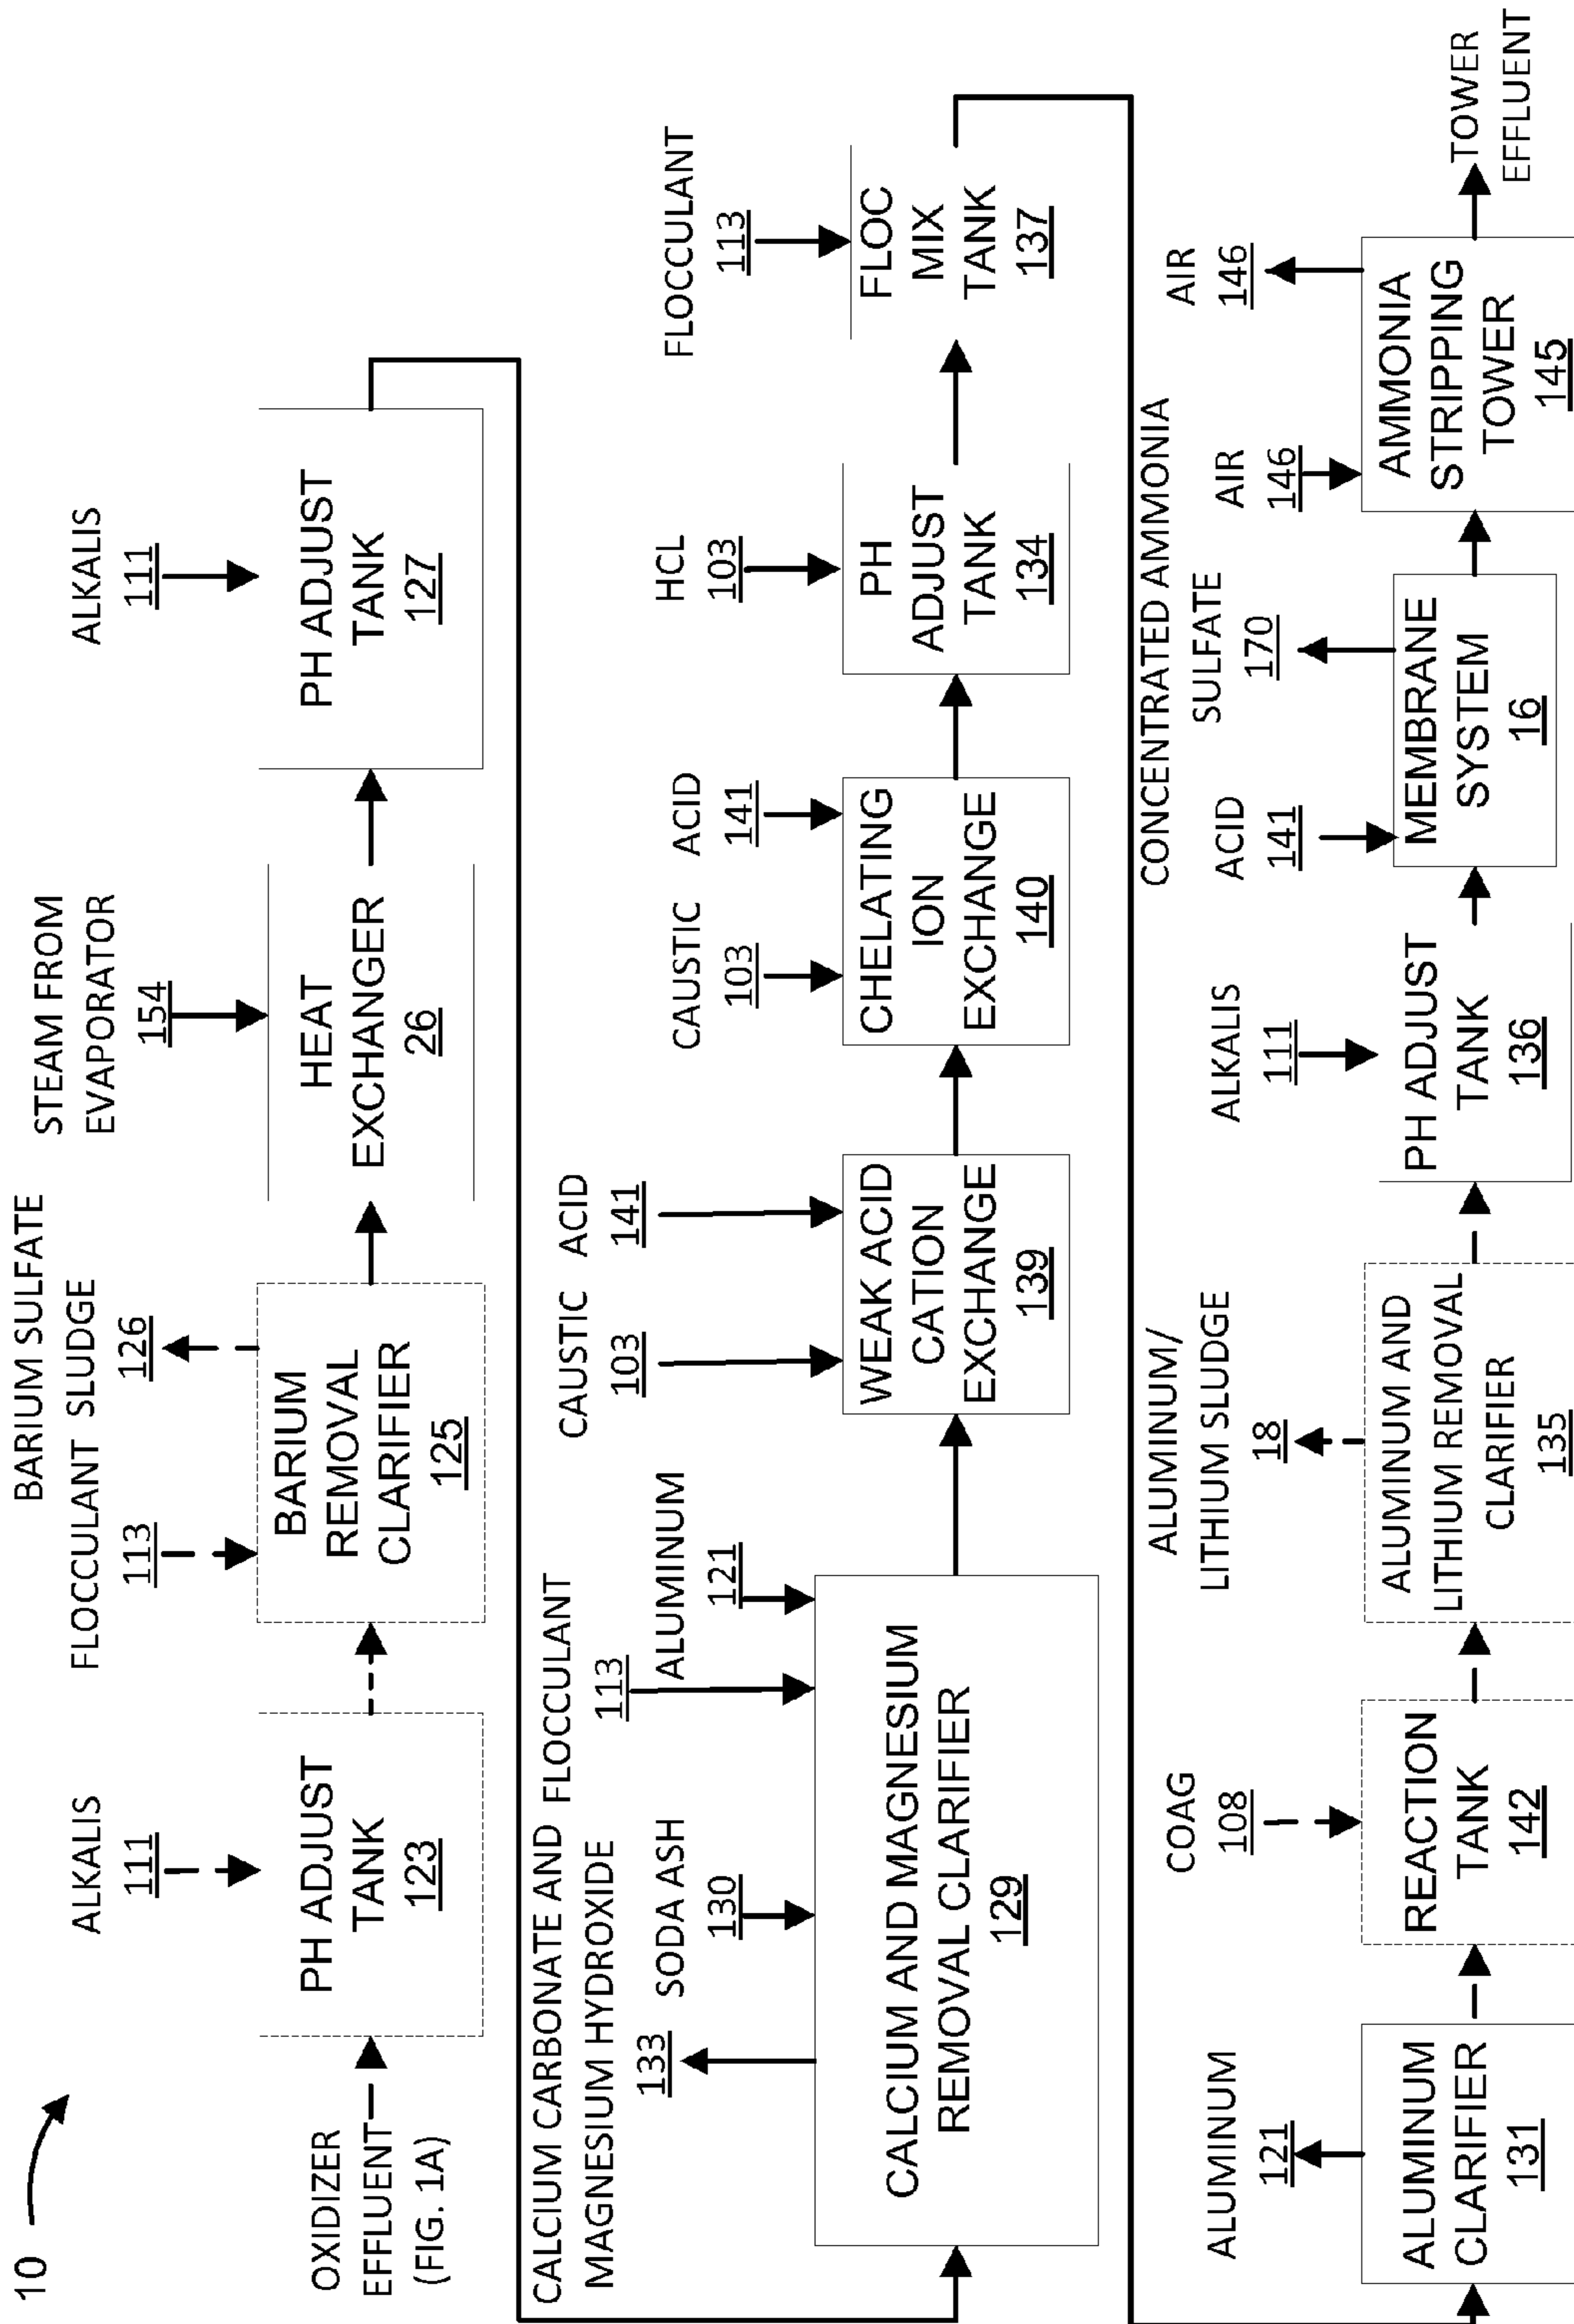 10
OXIDIZER
EFFLUENT
(FIG. 1A)
ALKALIS
111
PH ADJUST
TANK
123
BARIUM SULFATE
FLOCCULANT SLUDGE
113 126
BARIUM
REMOVAL
CLARIFIER
125
STEAM FROM
EVAPORATOR
154
HEAT
EXCHANGER
26
ALKALIS
111
PH ADJUST
TANK
127
CALCIUM CARBONATE AND
MAGNESIUM HYDROXIDE
133
SODA ASH
130
FLOCCULANT
113
ALUMINUM
121
CALCIUM AND MAGNESIUM
REMOVAL CLARIFIER
129
CAUSTIC ACID
103 141
WEAK ACID
CATION
EXCHANGE
139
CAUSTIC ACID
103 141
CHELATING
ION
EXCHANGE
140
HCL
103
PH
ADJUST
TANK
134
FLOCCULANT
113
FLOC
MIX
TANK
137
ALUMINUM
121
ALUMINUM
CLARIFIER
131
COAG
108
REACTION
TANK
142
ALUMINUM/
LITHIUM SLUDGE
18
ALUMINUM AND
LITHIUM REMOVAL
CLARIFIER
135
ALKALIS
111
PH ADJUST
TANK
136
CONCENTRATED AMMONIA
ACID SULFATE
141 170
MEMBRANE
SYSTEM
16
AIR AIR
146 146
AMMONIA
STRIPPING
TOWER
145
TOWER
EFFLUENT